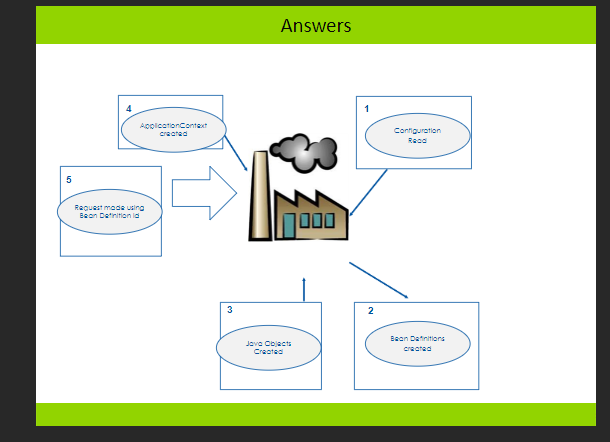 Answers
4
ApplicationContext
created
1
Configuration
Read
5
Request made using
Bean Definition id
3
Java Objects
Created
2
Bean Definitions
created